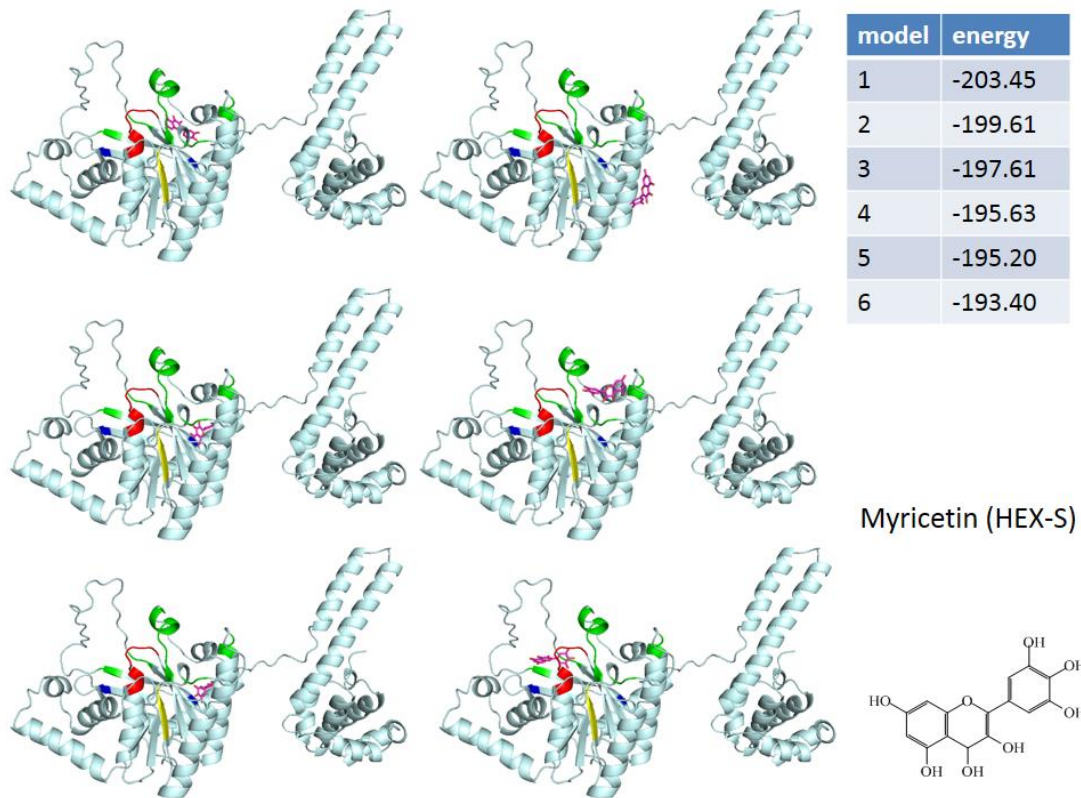 model energy
1 -203.45
2 -199.61
3 -197.61
4 -195.63
5 -195.20
6 -193.40
Myricetin (HEX-S)
OH
OH
HO
O
OH
OH
OH OH